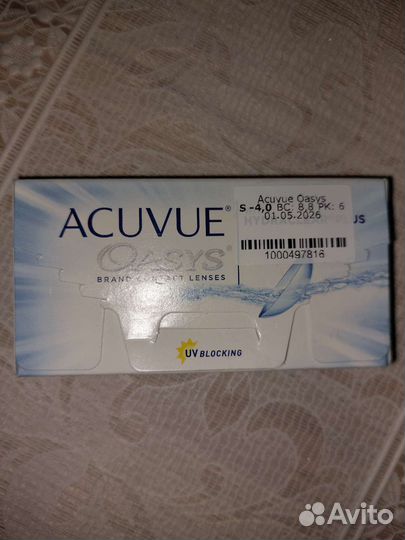 Acuvue Oasys
S -4,0 BC: 8,8 PK: 6
01.05.2026
US
1000497816
ACUVUE®
OASYS®
BRAND CONTACT LENSES
UV BLOCKING
Avito